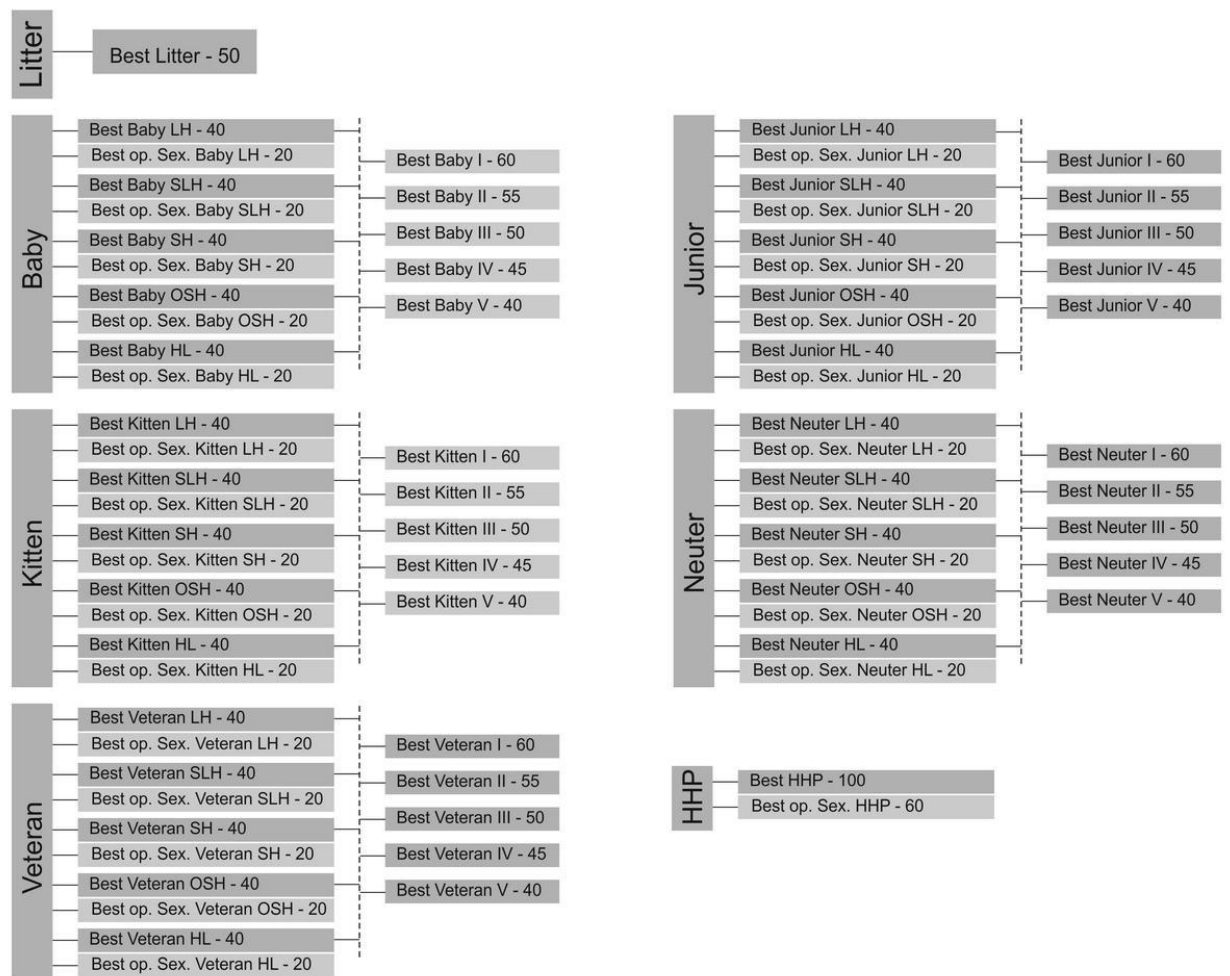 Litter
Best Litter - 50
Baby
Best Baby LH - 40
Best op. Sex. Baby LH - 20
Best Baby SLH - 40
Best op. Sex. Baby SLH - 20
Best Baby SH - 40
Best op. Sex. Baby SH - 20
Best Baby OSH - 40
Best op. Sex. Baby OSH - 20
Best Baby HL - 40
Best op. Sex. Baby HL - 20
Best Baby I - 60
Best Baby II - 55
Best Baby III - 50
Best Baby IV - 45
Best Baby V - 40
Junior
Best Junior LH - 40
Best op. Sex. Junior LH - 20
Best Junior SLH - 40
Best op. Sex. Junior SLH - 20
Best Junior SH - 40
Best op. Sex. Junior SH - 20
Best Junior OSH - 40
Best op. Sex. Junior OSH - 20
Best Junior HL - 40
Best op. Sex. Junior HL - 20
Best Junior I - 60
Best Junior II - 55
Best Junior III - 50
Best Junior IV - 45
Best Junior V - 40
Kitten
Best Kitten LH - 40
Best op. Sex. Kitten LH - 20
Best Kitten SLH - 40
Best op. Sex. Kitten SLH - 20
Best Kitten SH - 40
Best op. Sex. Kitten SH - 20
Best Kitten OSH - 40
Best op. Sex. Kitten OSH - 20
Best Kitten HL - 40
Best op. Sex. Kitten HL - 20
Best Kitten I - 60
Best Kitten II - 55
Best Kitten III - 50
Best Kitten IV - 45
Best Kitten V - 40
Neuter
Best Neuter LH - 40
Best op. Sex. Neuter LH - 20
Best Neuter SLH - 40
Best op. Sex. Neuter SLH - 20
Best Neuter SH - 40
Best op. Sex. Neuter SH - 20
Best Neuter OSH - 40
Best op. Sex. Neuter OSH - 20
Best Neuter HL - 40
Best op. Sex. Neuter HL - 20
Best Neuter I - 60
Best Neuter II - 55
Best Neuter III - 50
Best Neuter IV - 45
Best Neuter V - 40
Veteran
Best Veteran LH - 40
Best op. Sex. Veteran LH - 20
Best Veteran SLH - 40
Best op. Sex. Veteran SLH - 20
Best Veteran SH - 40
Best op. Sex. Veteran SH - 20
Best Veteran OSH - 40
Best op. Sex. Veteran OSH - 20
Best Veteran HL - 40
Best op. Sex. Veteran HL - 20
Best Veteran I - 60
Best Veteran II - 55
Best Veteran III - 50
Best Veteran IV - 45
Best Veteran V - 40
HHP
Best HHP - 100
Best op. Sex. HHP - 60